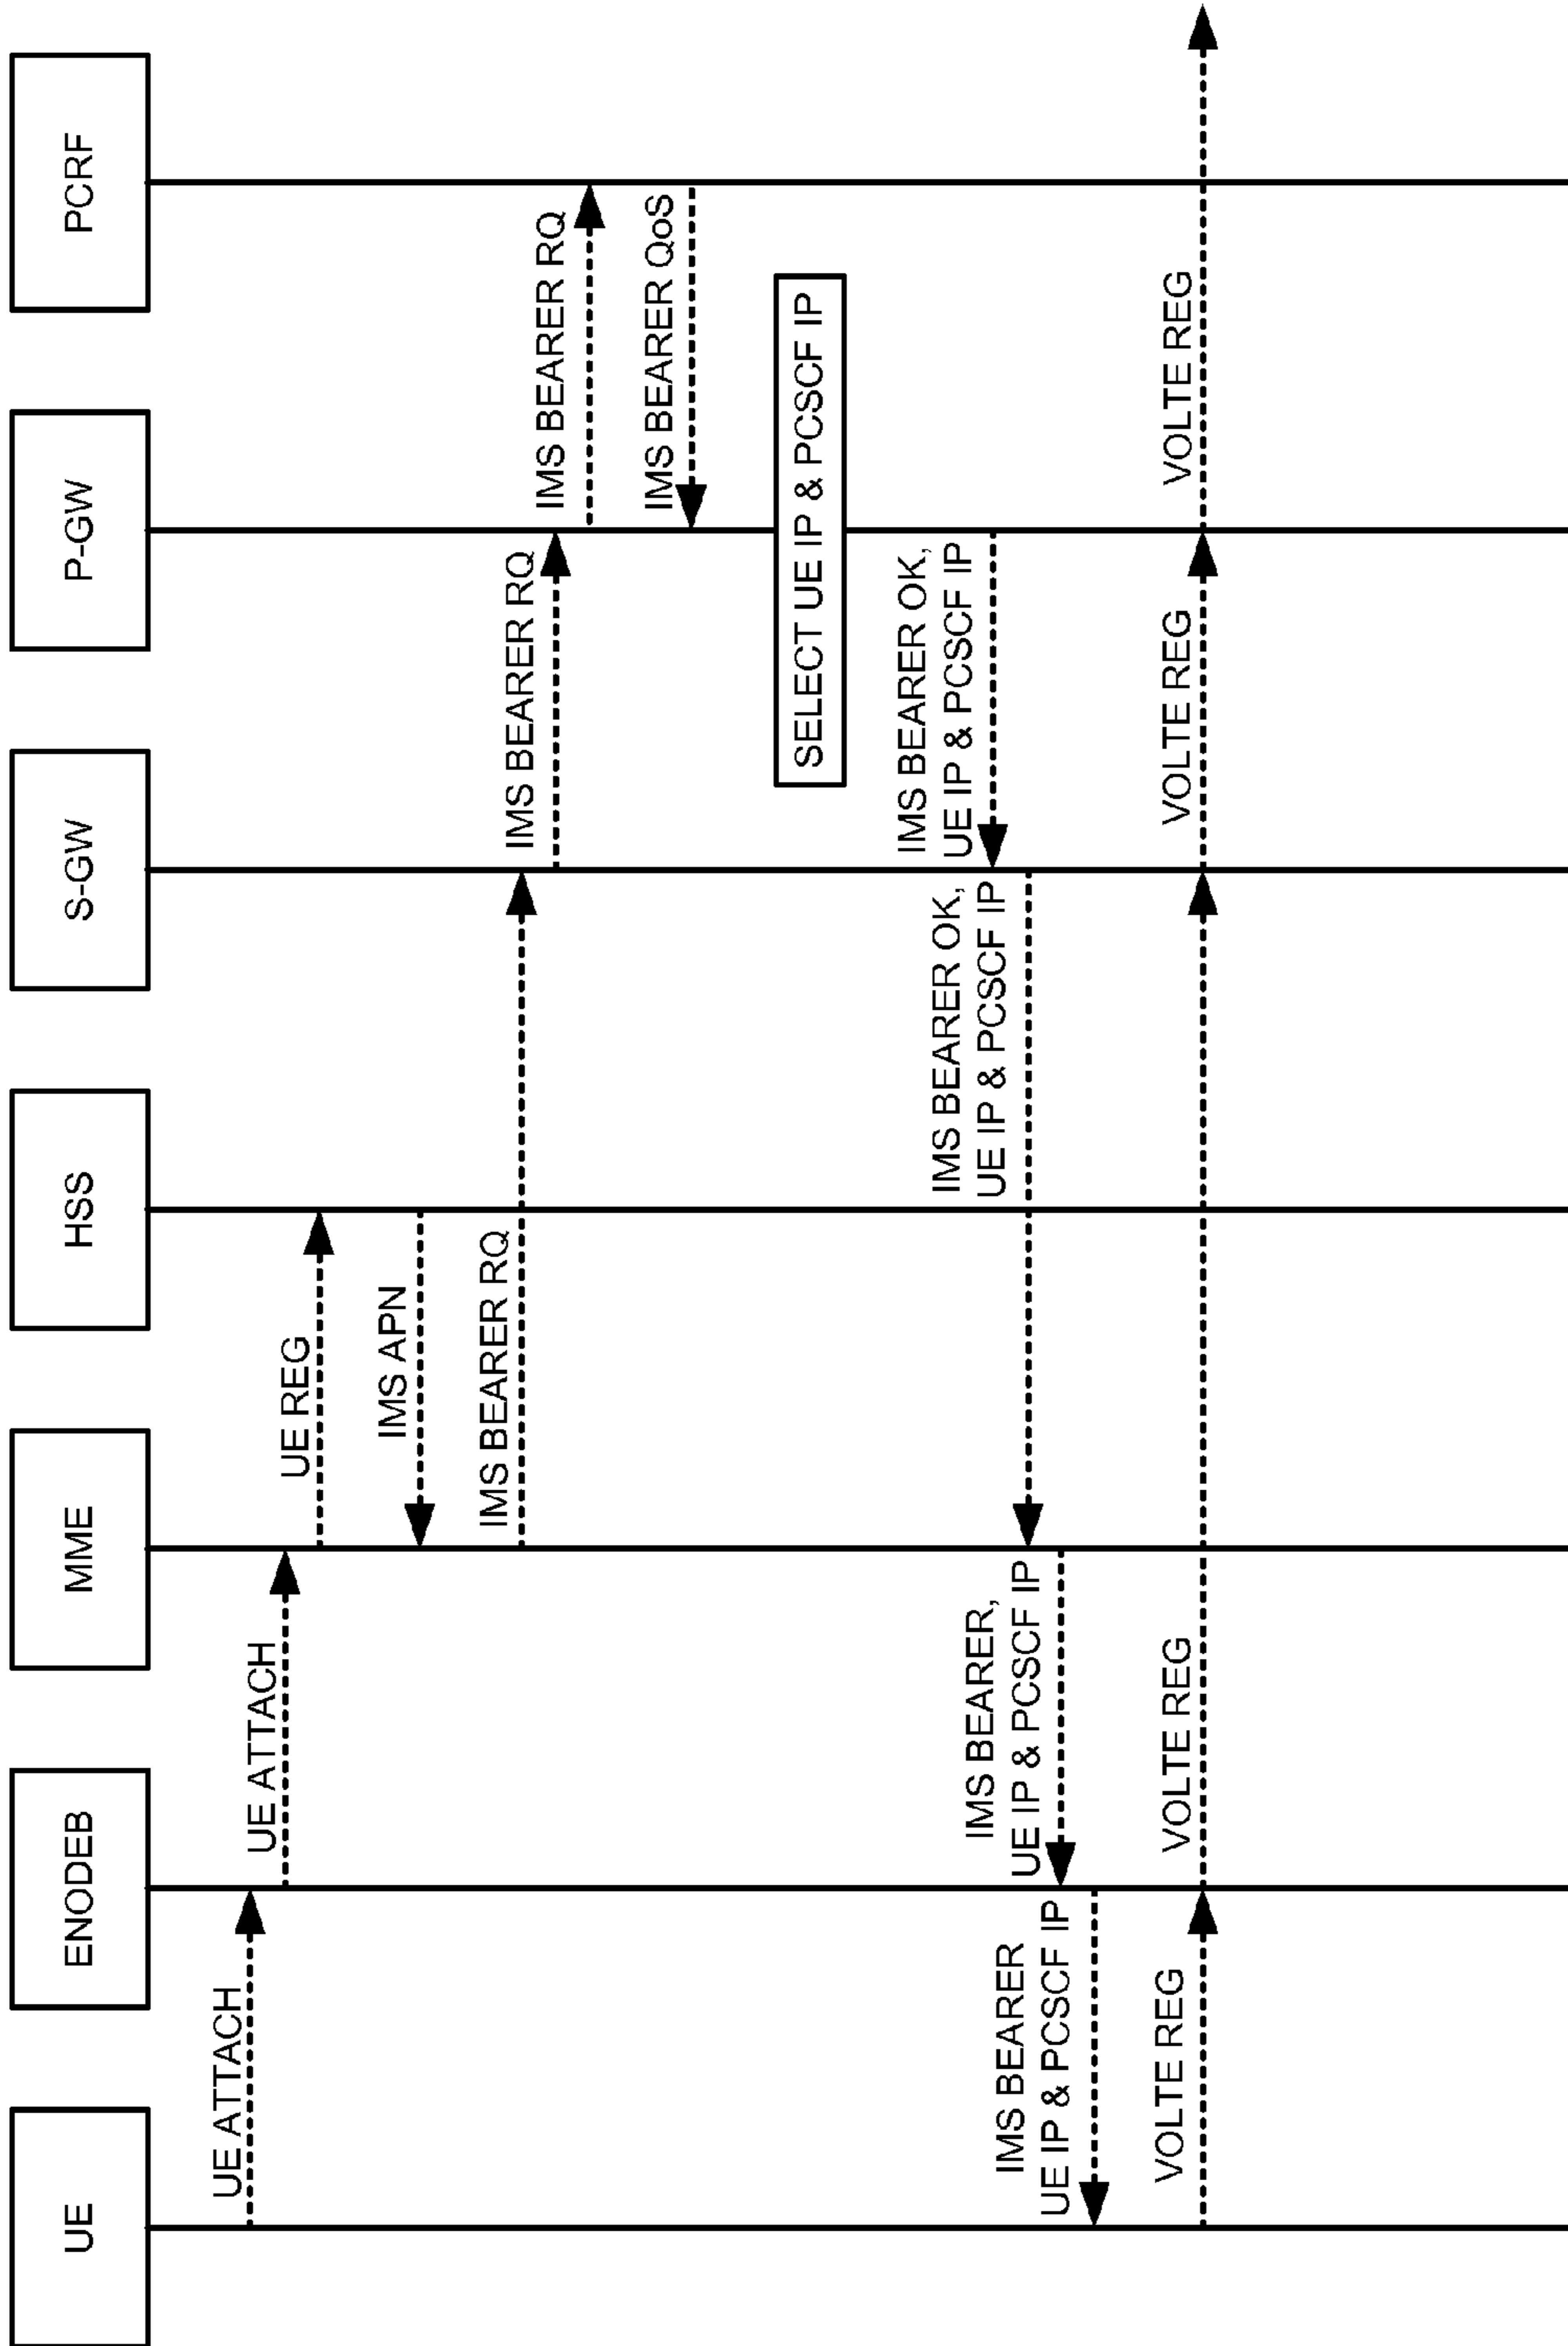 UE
ENODEB
MME
HSS
S-GW
P-GW
PCRF
UE ATTACH
UE ATTACH
UE REG
IMS APN
IMS BEARER RQ
IMS BEARER RQ
IMS BEARER RQ
IMS BEARER QoS
SELECT UE IP & PCSCF IP
IMS BEARER OK,
UE IP & PCSCF IP
IMS BEARER OK,
UE IP & PCSCF IP
IMS BEARER,
UE IP & PCSCF IP
IMS BEARER
UE IP & PCSCF IP
VOLTE REG
VOLTE REG
VOLTE REG
VOLTE REG